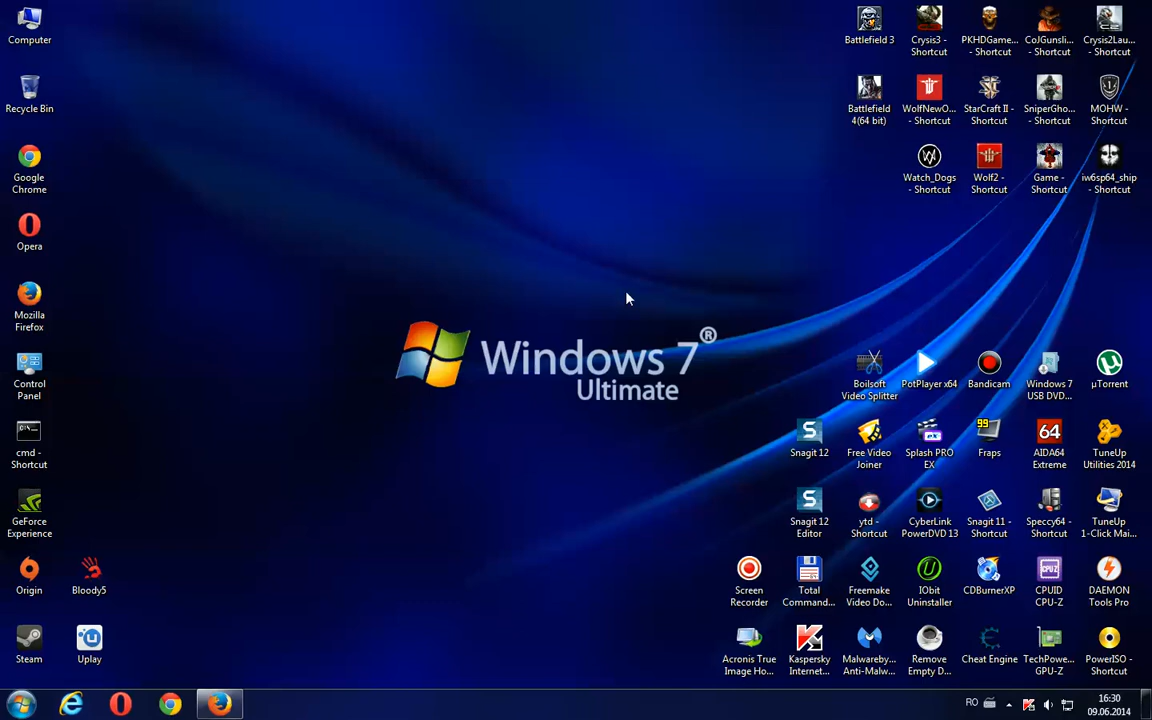 Computer
Recycle Bin
Google
Chrome
Opera
Mozilla
Firefox
Control
Panel
cmd -
Shortcut
GeForce
Experience
Origin
Bloody5
Steam
Uplay
Windows 7®
Ultimate
Battlefield 3
Crysis3 -
Shortcut
PKHDGame...
- Shortcut
CoJGunsli...
- Shortcut
Crysis2Lau...
- Shortcut
Battlefield
4(64 bit)
WolfNewO...
- Shortcut
StarCraft II -
Shortcut
SniperGho...
- Shortcut
MOHW -
Shortcut
Watch_Dogs
- Shortcut
Wolf2 -
Shortcut
Game -
Shortcut
iw6sp64_ship
- Shortcut
Boilsoft
Video Splitter
PotPlayer x64
Bandicam
Windows 7
USB DVD...
µTorrent
Snagit 12
Free Video
Joiner
Splash PRO
EX
99
Fraps
64
AIDA64
Extreme
TuneUp
Utilities 2014
Snagit 12
Editor
ytd -
Shortcut
CyberLink
PowerDVD 13
Snagit 11 -
Shortcut
Speccy64 -
Shortcut
TuneUp
1-Click Mai...
Screen
Recorder
Total
Command...
Freemake
Video Do...
IObit
Uninstaller
CDBurnerXP
CPUID
CPU-Z
DAEMON
Tools Pro
Acronis True
Image Ho...
Kaspersky
Internet...
Malwareby...
Anti-Malw...
Remove
Empty D...
Cheat Engine
TechPowe...
GPU-Z
PowerISO -
Shortcut
RO
16:30
09.06.2014